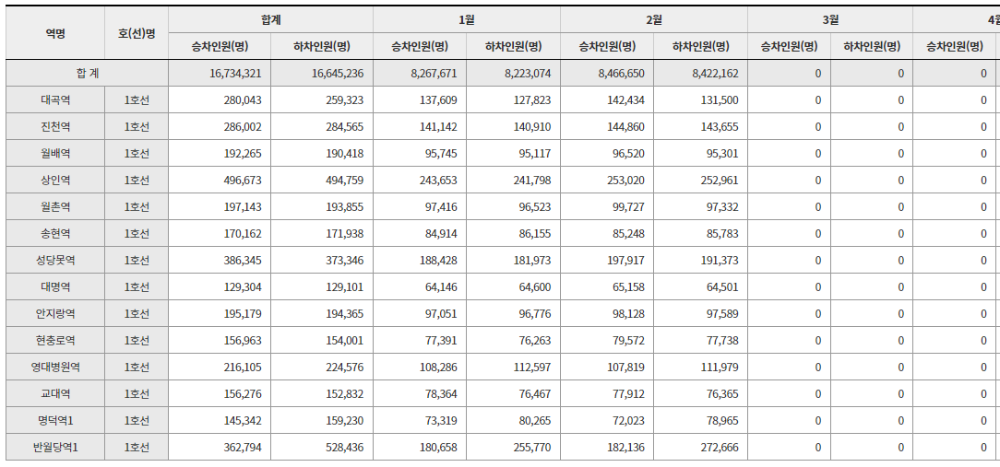 역명 호(선)명 합계 1월 2월 3월 4월
승차인원(명) 하차인원(명) 승차인원(명) 하차인원(명) 승차인원(명) 하차인원(명) 승차인원(명) 하차인원(명) 승차인원(명)
합 계 16,734,321 16,645,236 8,267,671 8,223,074 8,466,650 8,422,162 0 0 0
대곡역 1호선 280,043 259,323 137,609 127,823 142,434 131,500 0 0 0
진천역 1호선 286,002 284,565 141,142 140,910 144,860 143,655 0 0 0
월배역 1호선 192,265 190,418 95,745 95,117 96,520 95,301 0 0 0
상인역 1호선 496,673 494,759 243,653 241,798 253,020 252,961 0 0 0
월촌역 1호선 197,143 193,855 97,416 96,523 99,727 97,332 0 0 0
송현역 1호선 170,162 171,938 84,914 86,155 85,248 85,783 0 0 0
성당못역 1호선 386,345 373,346 188,428 181,973 197,917 191,373 0 0 0
대명역 1호선 129,304 129,101 64,146 64,600 65,158 64,501 0 0 0
안지랑역 1호선 195,179 194,365 97,051 96,776 98,128 97,589 0 0 0
현충로역 1호선 156,963 154,001 77,391 76,263 79,572 77,738 0 0 0
영대병원역 1호선 216,105 224,576 108,286 112,597 107,819 111,979 0 0 0
교대역 1호선 156,276 152,832 78,364 76,467 77,912 76,365 0 0 0
명덕역1 1호선 145,342 159,230 73,319 80,265 72,023 78,965 0 0 0
반월당역1 1호선 362,794 528,436 180,658 255,770 182,136 272,666 0 0 0